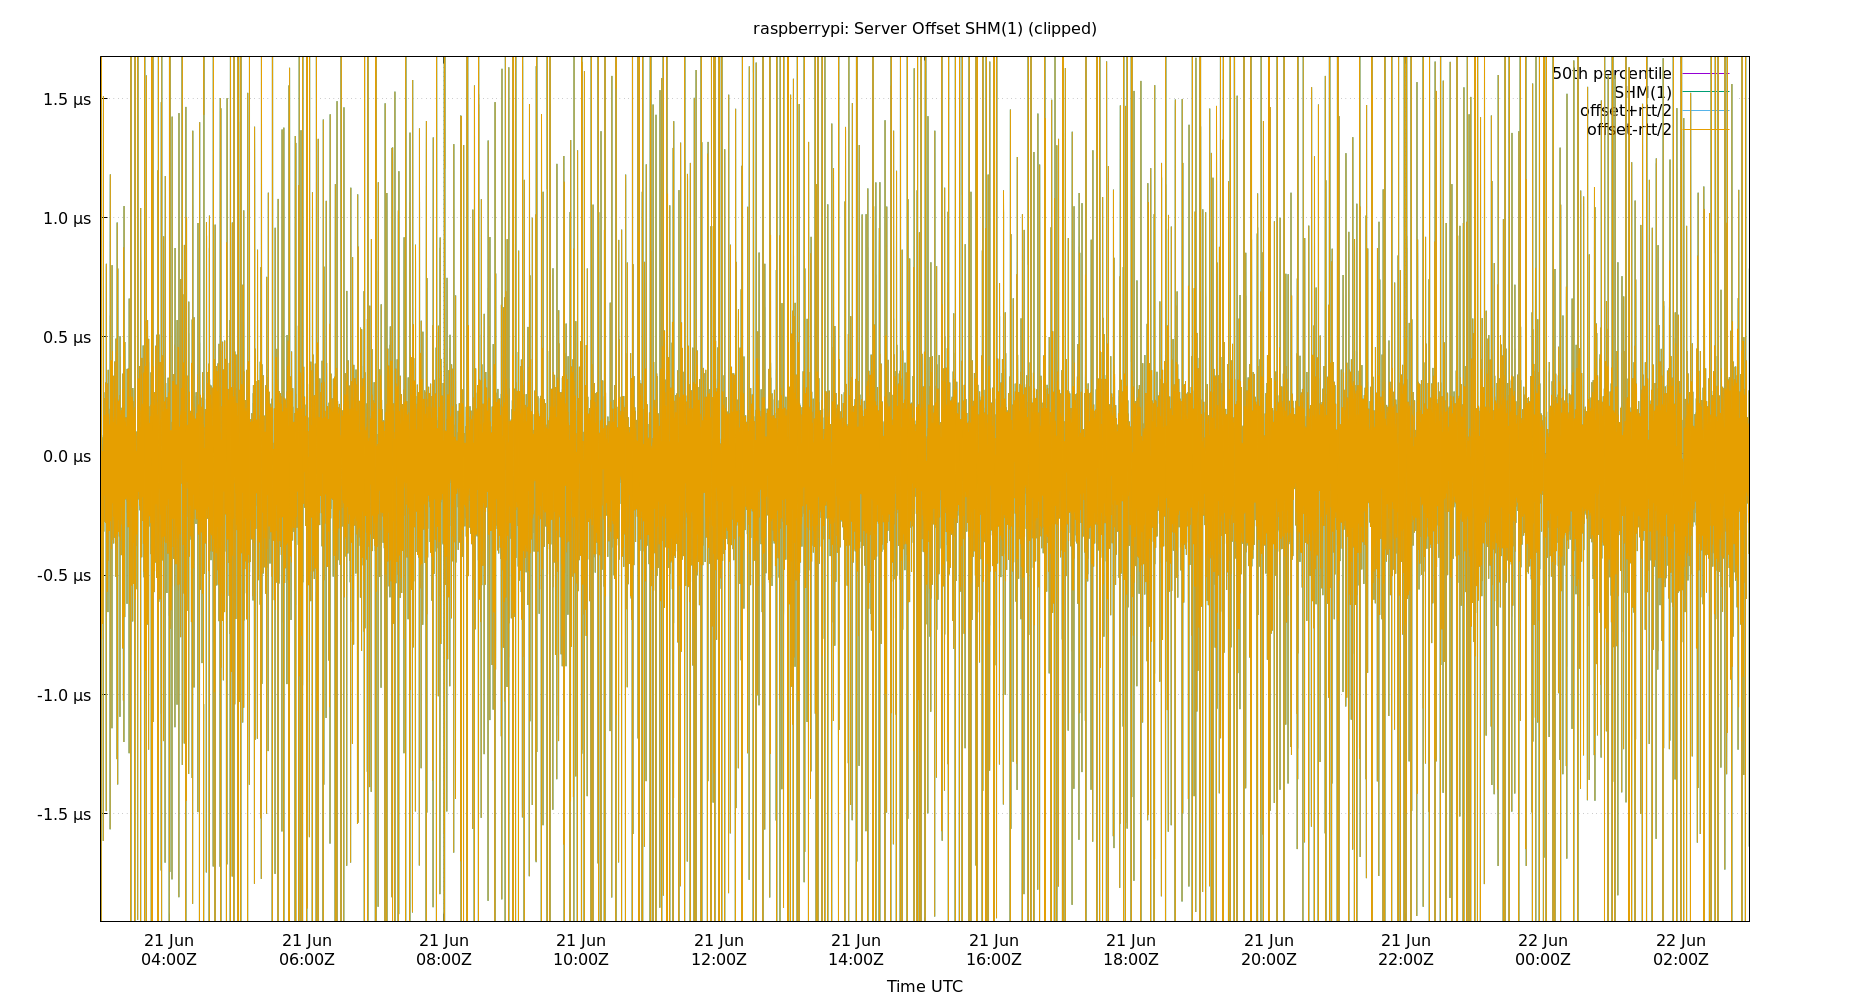 raspberrypi: Server Offset SHM(1) (clipped)
50th percentile
SHM(1)
offset+rtt/2
offset-rtt/2
1.5 µs
1.0 µs
0.5 µs
0.0 µs
-0.5 µs
-1.0 µs
-1.5 µs
21 Jun 21 Jun 21 Jun 21 Jun 21 Jun 21 Jun 21 Jun 21 Jun 21 Jun 21 Jun 22 Jun 22 Jun
04:00Z 06:00Z 08:00Z 10:00Z 12:00Z 14:00Z 16:00Z 18:00Z 20:00Z 22:00Z 00:00Z 02:00Z
Time UTC